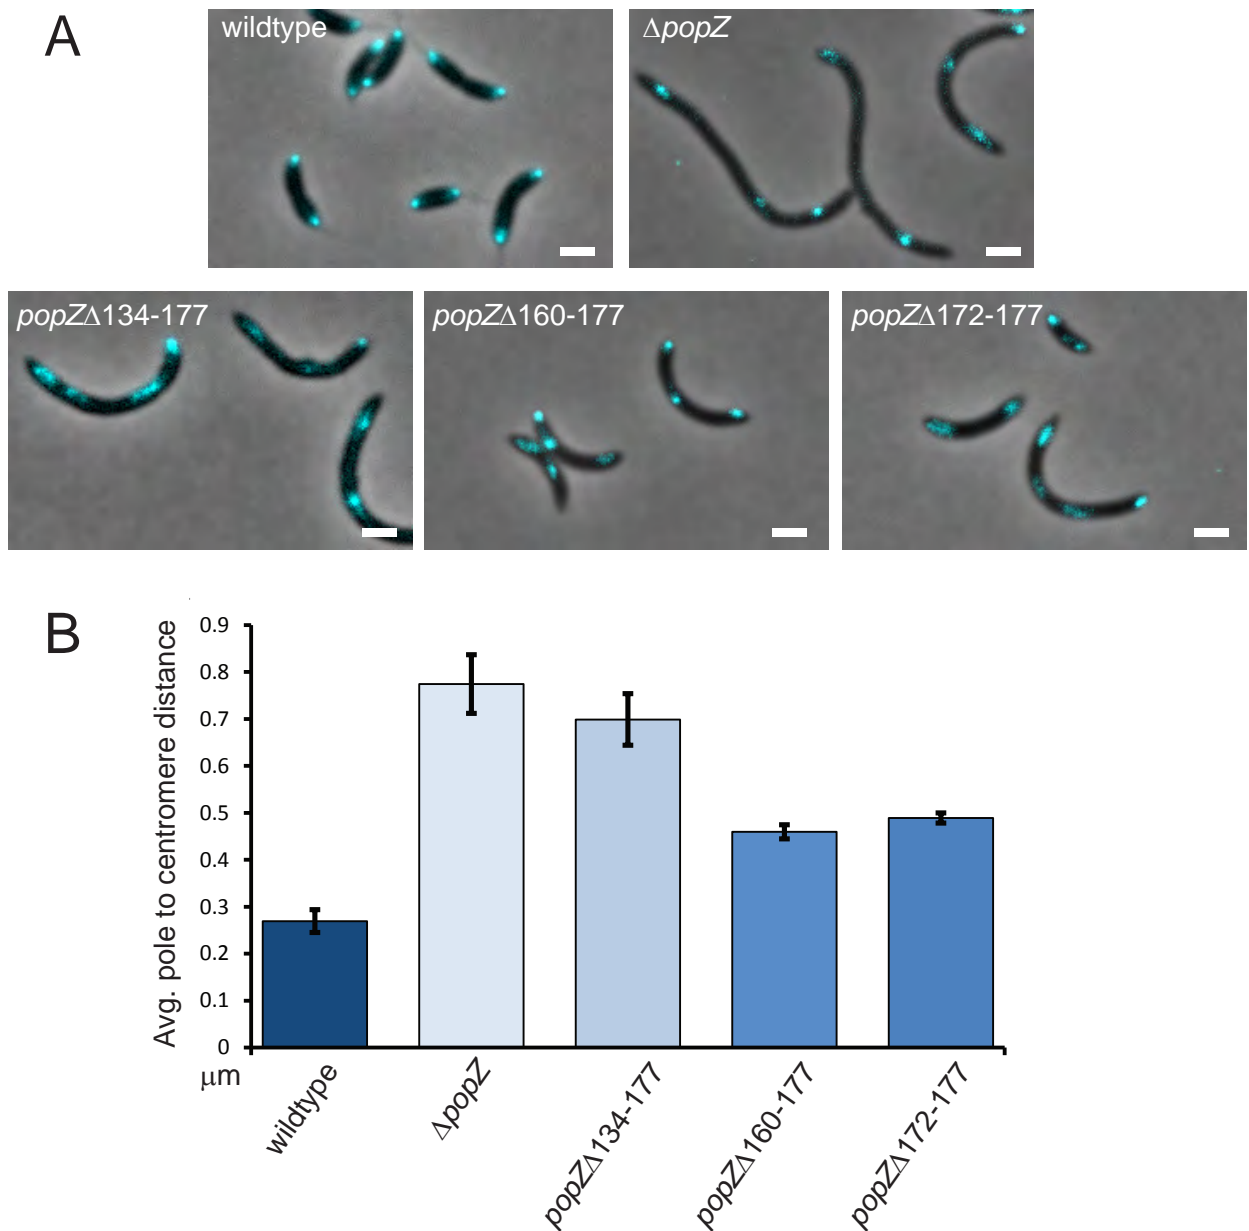 A
wildtype
ΔpopZ
popZΔ134-177
popZΔ160-177
popZΔ172-177
B
Avg. pole to centromere distance
0.9
0.8
0.7
0.6
0.5
0.4
0.3
0.2
0.1
0
μm
wildtype
ΔpopZ
popZΔ134-177
popZΔ160-177
popZΔ172-177